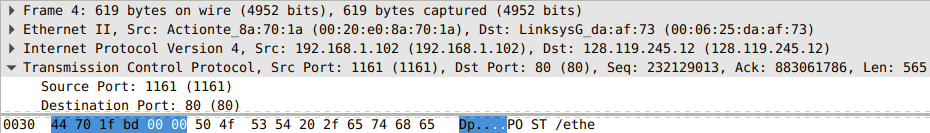 Frame 4: 619 bytes on wire (4952 bits), 619 bytes captured (4952 bits)
Ethernet II, Src: Actionte_8a:70:1a (00:20:e0:8a:70:1a), Dst: LinksysG_da:af:73 (00:06:25:da:af:73)
Internet Protocol Version 4, Src: 192.168.1.102 (192.168.1.102), Dst: 128.119.245.12 (128.119.245.12)
Transmission Control Protocol, Src Port: 1161 (1161), Dst Port: 80 (80), Seq: 232129013, Ack: 883061786, Len: 565
Source Port: 1161 (1161)
Destination Port: 80 (80)
0030 44 70 1f bd 00 00 50 4f 53 54 20 2f 65 74 68 65 Dp....PO ST /ethe